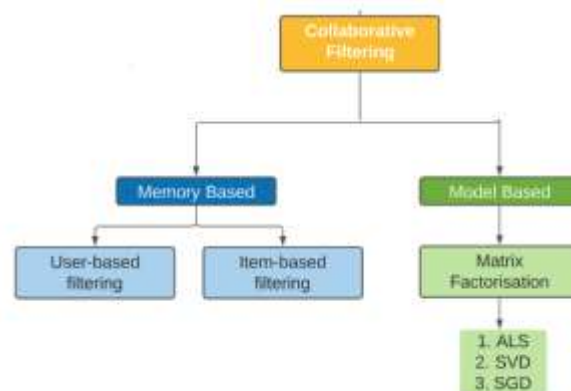 Collaborative
Filtering
Memory Based
Model Based
User-based
filtering
Item-based
filtering
Matrix
Factorisation
1. ALS
2. SVD
3. SGD